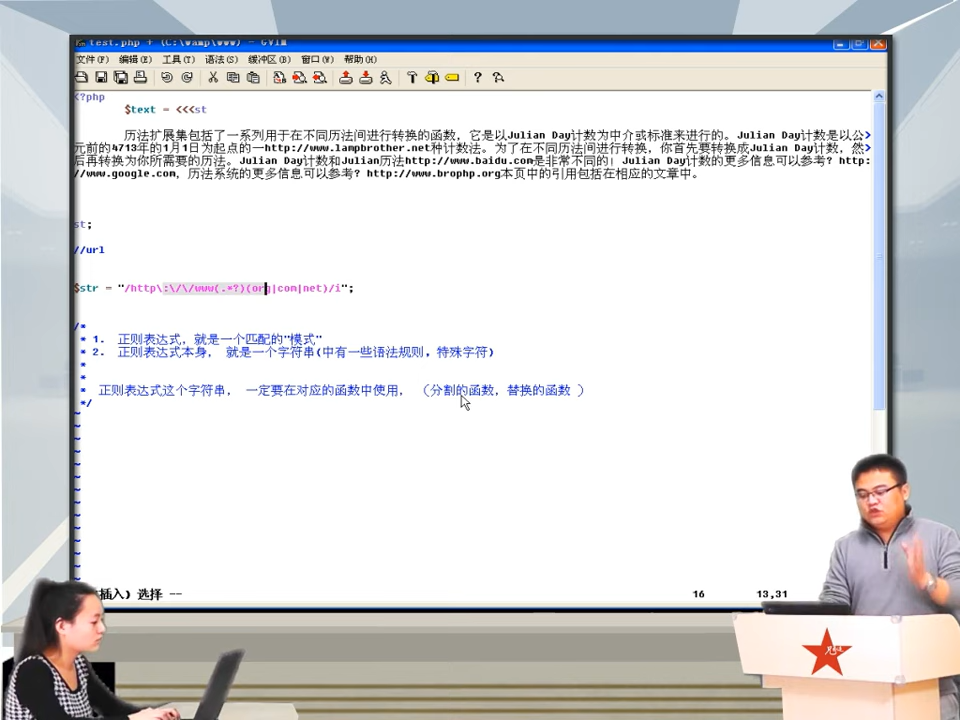 test.php + (C:\wamp\www) - GVIM
文件(F) 编辑(E) 工具(T) 语法(S) 缓冲区(B) 窗口(W) 帮助(H)
<?php
$text = <<<st
历法扩展集包括了一系列用于在不同历法间进行转换的函数，它是以Julian Day计数为中介或标准来进行的。Julian Day计数是以公
元前的4713年的1月1日为起点的一http://www.lampbrother.net种计数法。为了在不同历法间进行转换，你首先要转换成Julian Day计数，然
后再转换为你所需要的历法。Julian Day计数和Julian历法http://www.baidu.com是非常不同的！Julian Day计数的更多信息可以参考? http:
//www.google.com，历法系统的更多信息可以参考? http://www.brophp.org本页中的引用包括在相应的文章中。
st;
//url
$str = "/http\:\/\/www(.*?)(org|com|net)/i";
/*
* 1. 正则表达式，就是一个匹配的"模式"
* 2. 正则表达式本身， 就是一个字符串(中有一些语法规则，特殊字符)
*
*
* 正则表达式这个字符串， 一定要在对应的函数中使用， （分割的函数，替换的函数 ）
*/
插入) 选择 --
16
13,31